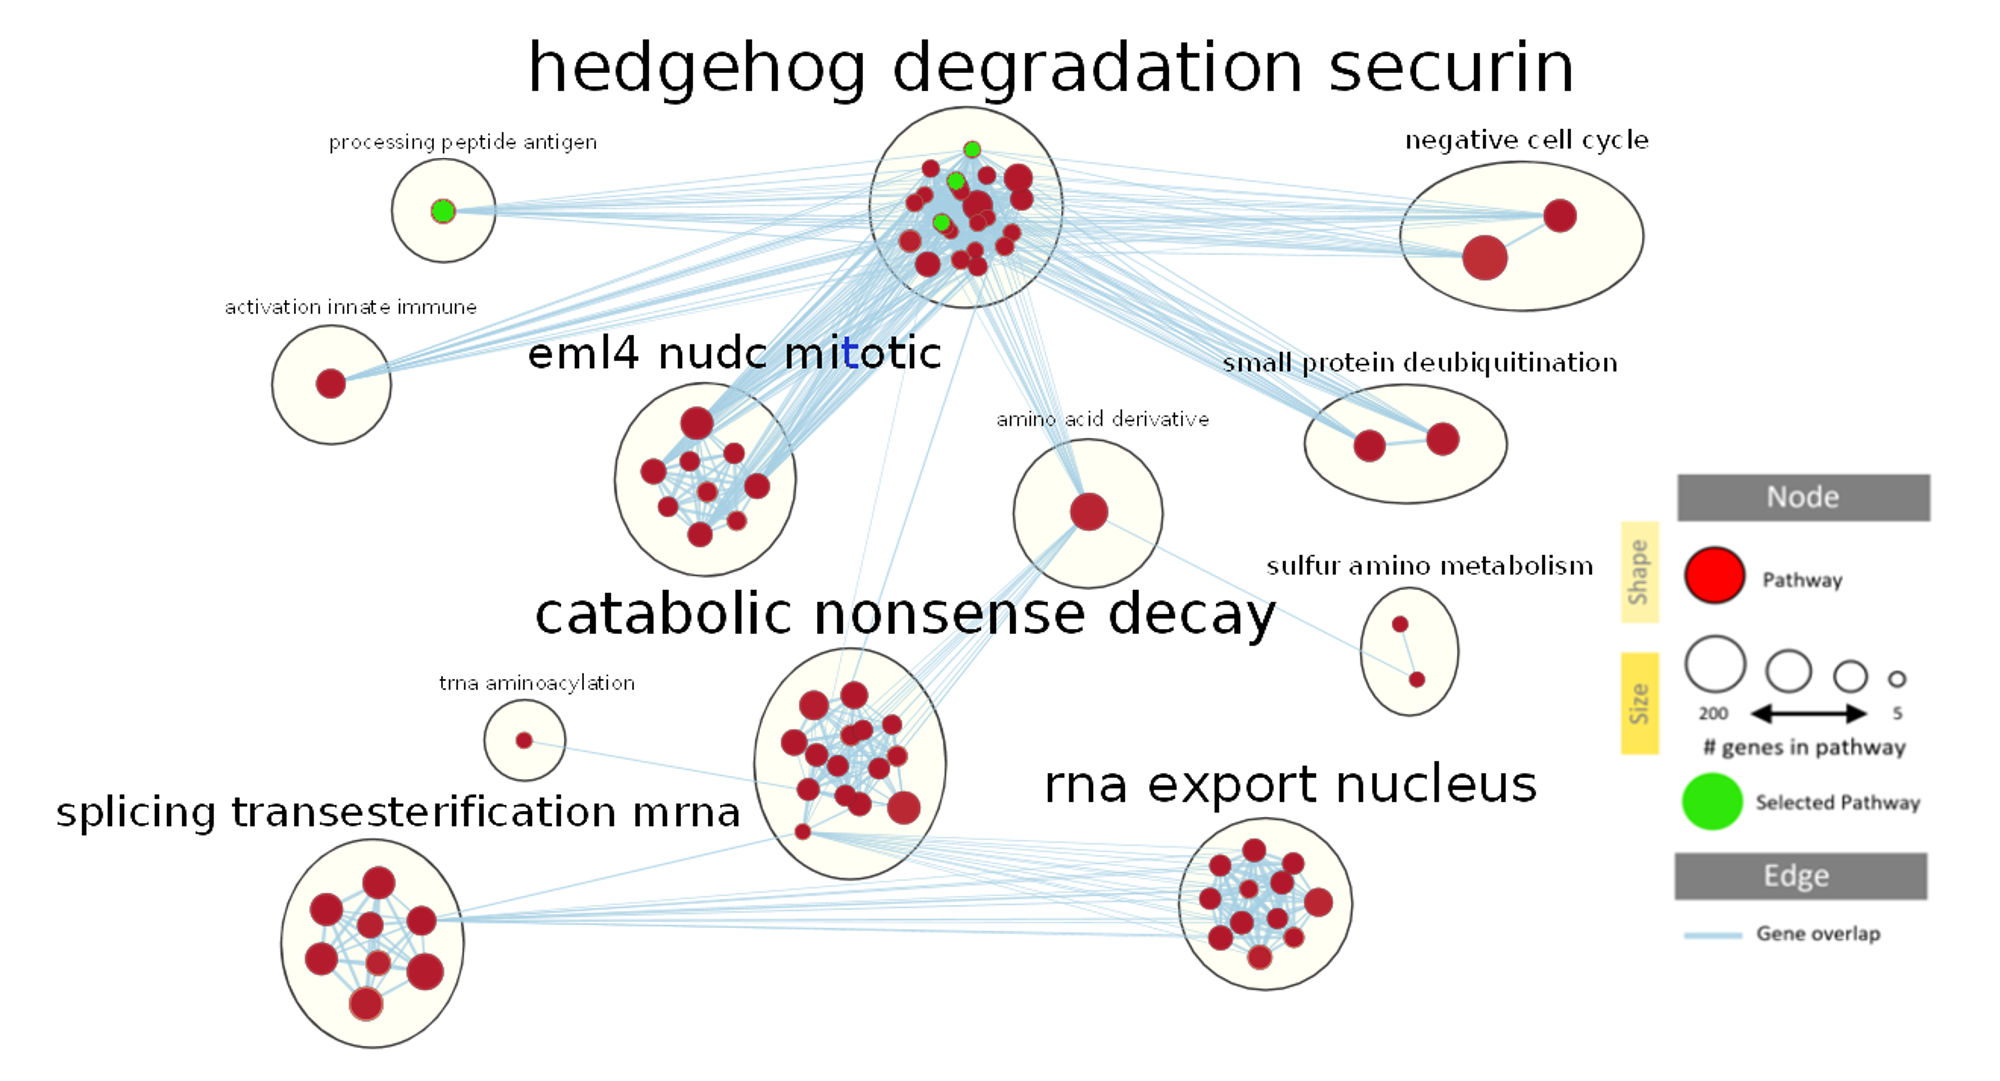 hedgehog degradation securin
processing peptide antigen
negative cell cycle
activation innate immune
eml4 nudc mitotic
small protein deubiquitination
amino acid derivative
sulfur amino metabolism
catabolic nonsense decay
trna aminoacylation
rna export nucleus
splicing transesterification mrna
Node
Shape
Pathway
Size
200
5
# genes in pathway
Selected Pathway
Edge
Gene overlap